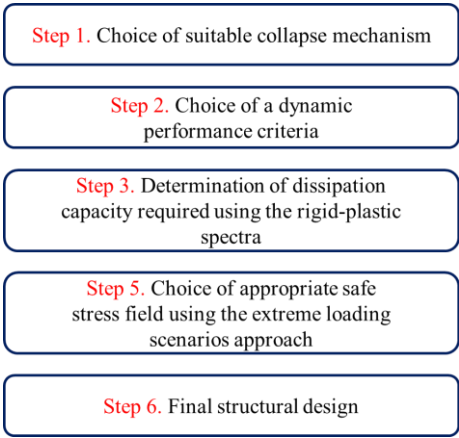 Step 1. Choice of suitable collapse mechanism
Step 2. Choice of a dynamic
performance criteria
Step 3. Determination of dissipation
capacity required using the rigid-plastic
spectra
Step 5. Choice of appropriate safe
stress field using the extreme loading
scenarios approach
Step 6. Final structural design